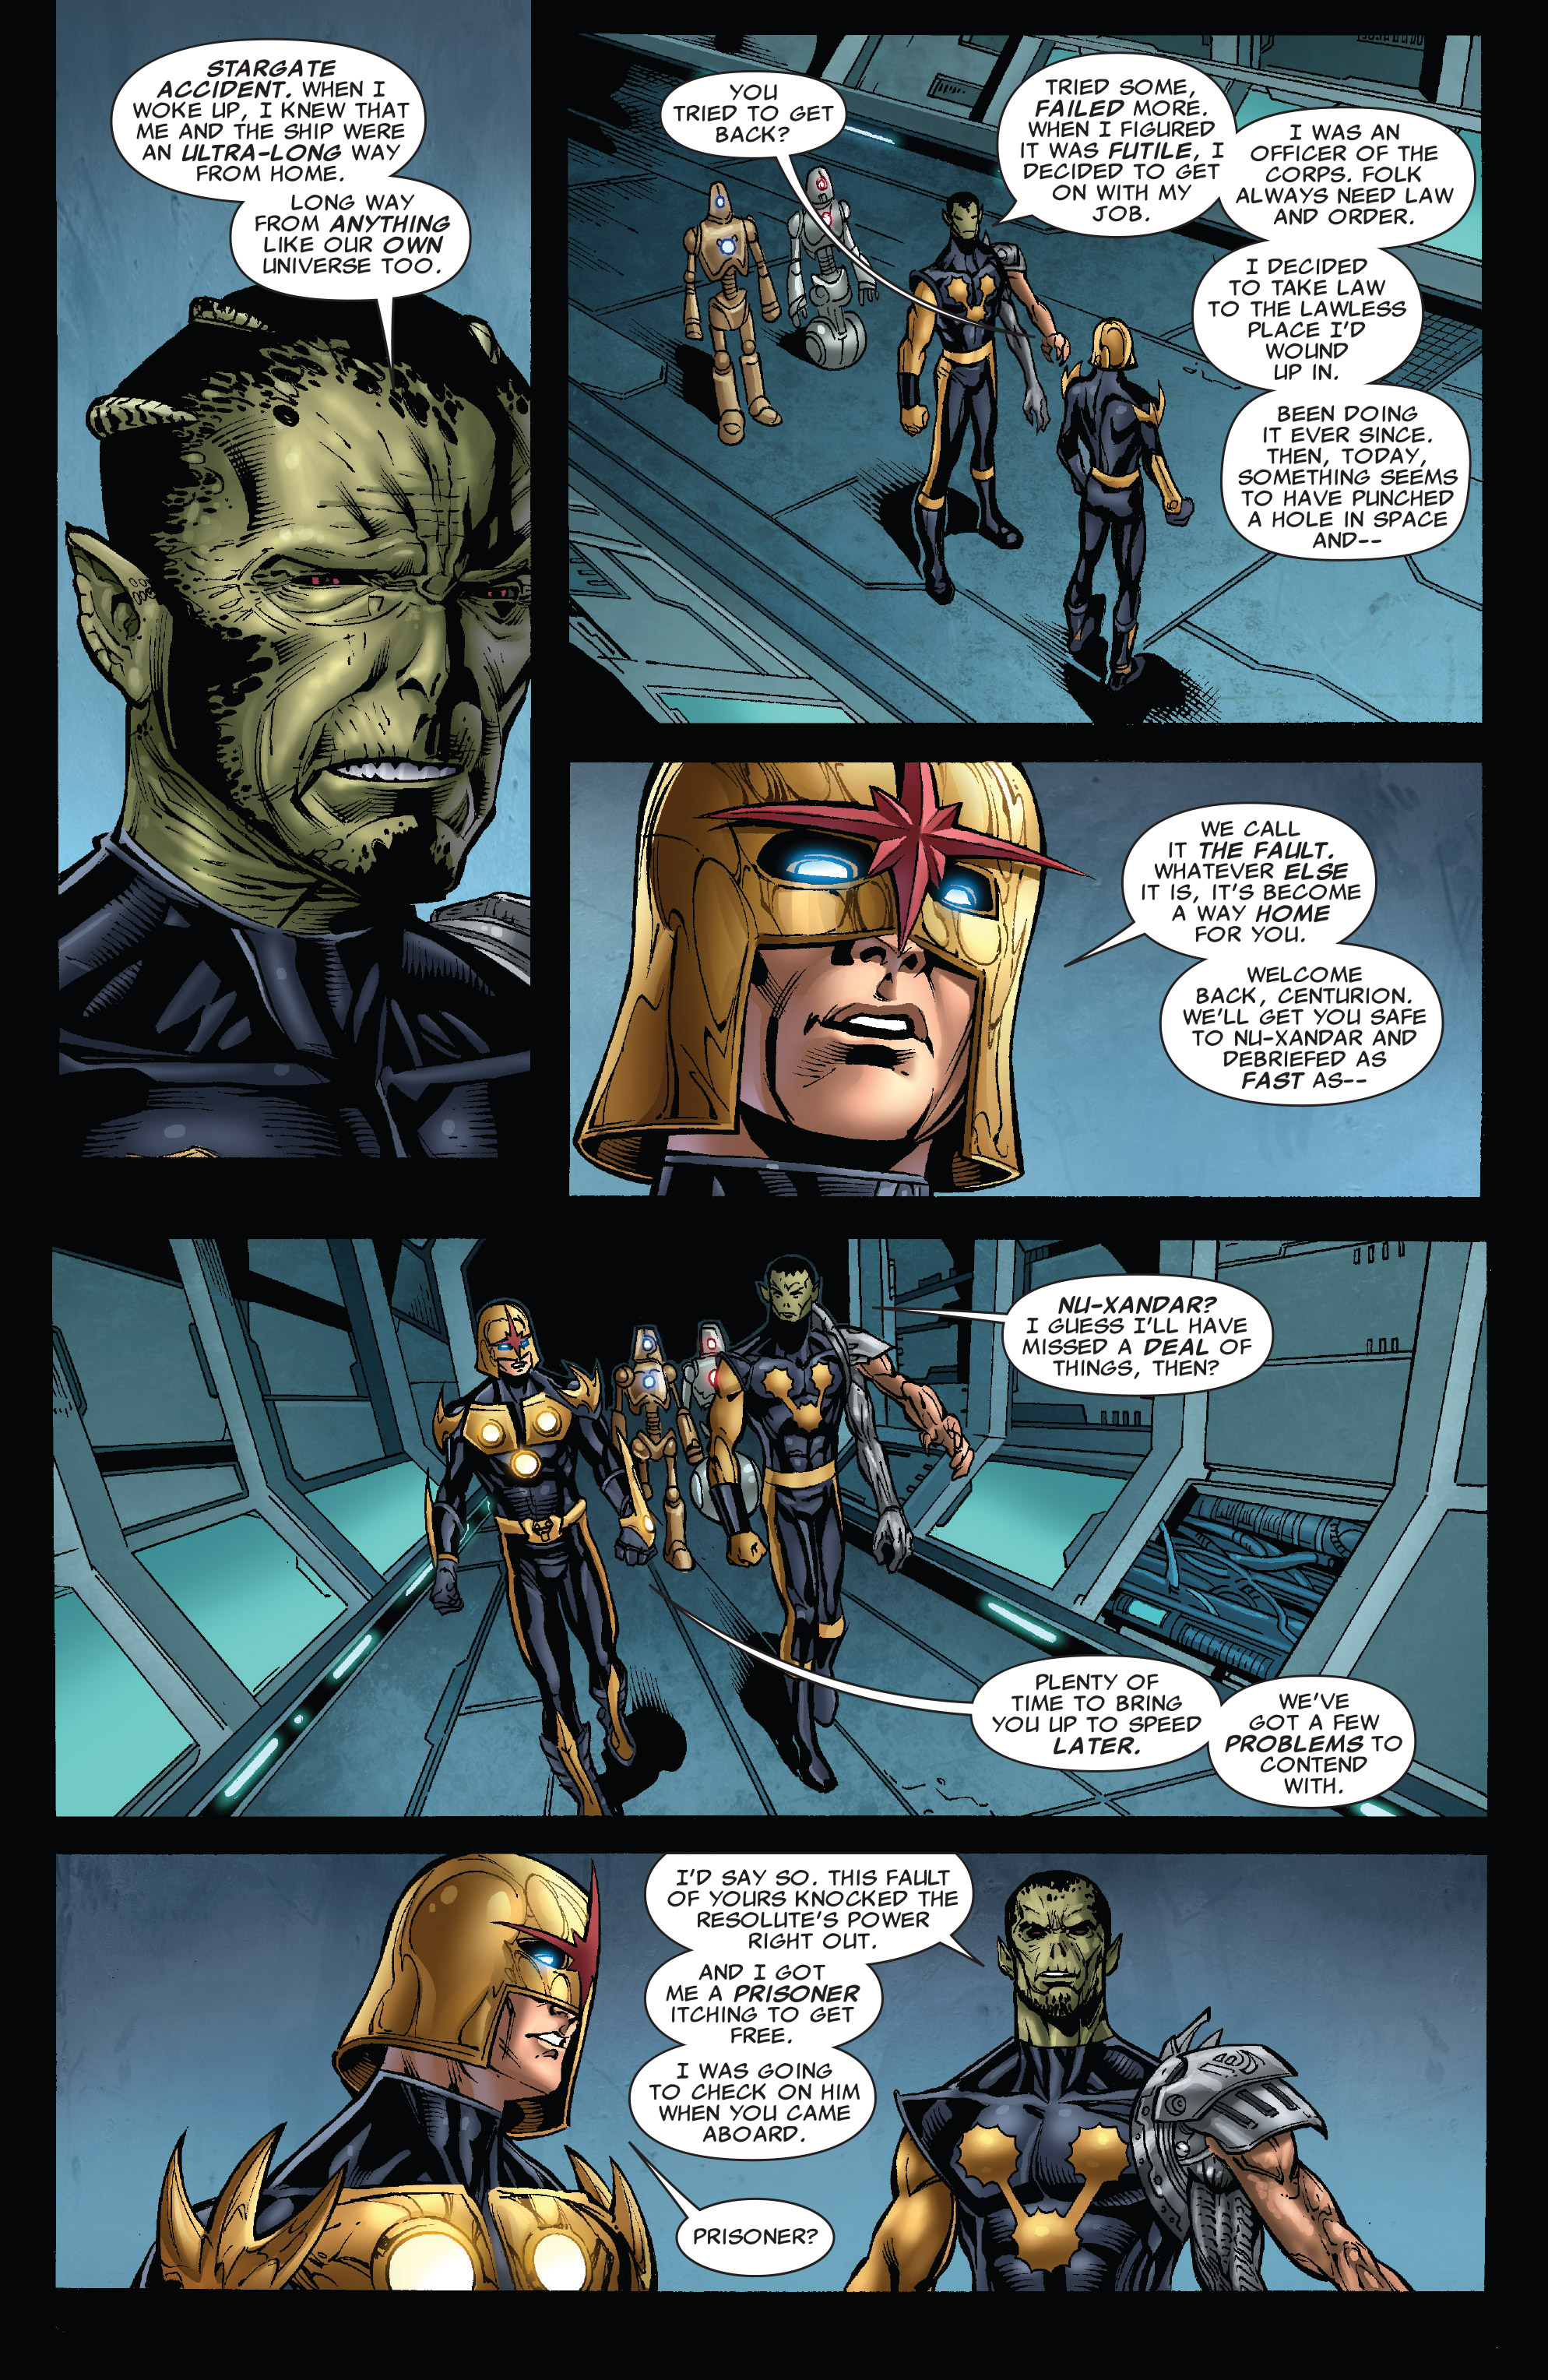 STARGATE
ACCIDENT. WHEN I
WOKE UP, I KNEW THAT
ME AND THE SHIP WERE
AN ULTRA-LONG WAY
FROM HOME.
LONG WAY
FROM ANYTHING
LIKE OUR OWN
UNIVERSE TOO.
YOU
TRIED TO GET
BACK?
TRIED SOME,
FAILED MORE.
WHEN I FIGURED
IT WAS FUTILE, I
DECIDED TO GET
ON WITH MY
JOB.
I WAS AN
OFFICER OF THE
CORPS. FOLK
ALWAYS NEED LAW
AND ORDER.
I DECIDED
TO TAKE LAW
TO THE LAWLESS
PLACE I'D
WOUND
UP IN.
BEEN DOING
IT EVER SINCE.
THEN, TODAY,
SOMETHING SEEMS
TO HAVE PUNCHED
A HOLE IN SPACE
AND--
WE CALL
IT THE FAULT.
WHATEVER ELSE
IT IS, IT'S BECOME
A WAY HOME
FOR YOU.
WELCOME
BACK, CENTURION.
WE'LL GET YOU SAFE
TO NU-XANDAR AND
DEBRIEFED AS
FAST AS--
NU-XANDAR?
I GUESS I'LL HAVE
MISSED A DEAL OF
THINGS, THEN?
PLENTY OF
TIME TO BRING
YOU UP TO SPEED
LATER.
WE'VE
GOT A FEW
PROBLEMS TO
CONTEND
WITH.
I'D SAY SO. THIS FAULT
OF YOURS KNOCKED THE
RESOLUTE'S POWER
RIGHT OUT.
AND I GOT
ME A PRISONER
ITCHING TO GET
FREE.
I WAS GOING
TO CHECK ON HIM
WHEN YOU CAME
ABOARD.
PRISONER?